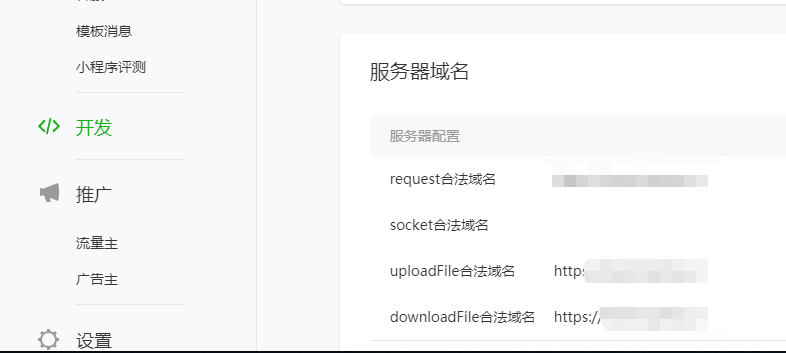 模板消息
小程序评测
开发
推广
流量主
广告主
设置
服务器域名
服务器配置
request合法域名
socket合法域名
uploadFile合法域名 https
downloadFile合法域名 https://